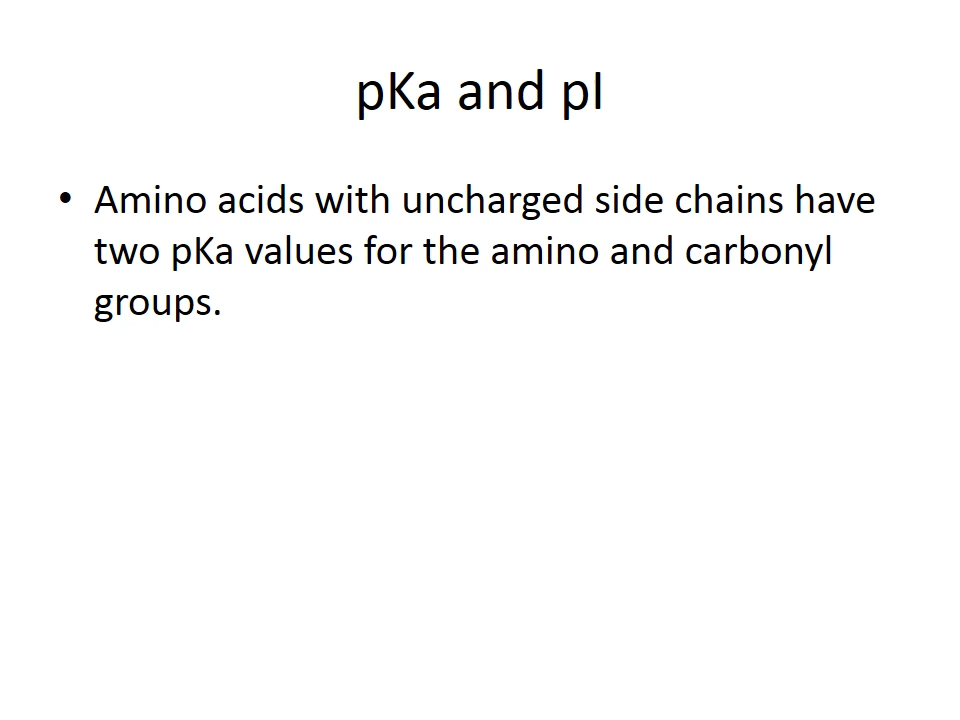 pKa and pI
• Amino acids with uncharged side chains have
two pKa values for the amino and carbonyl
groups.